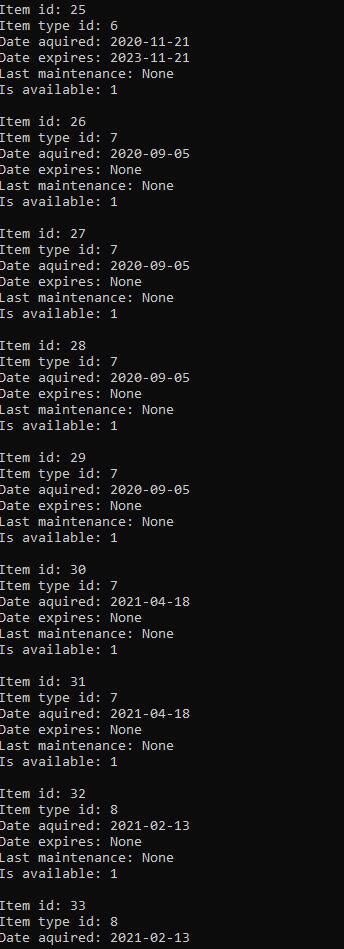 Item id: 25
Item type id: 6
Date aquired: 2020-11-21
Date expires: 2023-11-21
Last maintenance: None
Is available: 1
Item id: 26
Item type id: 7
Date aquired: 2020-09-05
Date expires: None
Last maintenance: None
Is available: 1
Item id: 27
Item type id: 7
Date aquired: 2020-09-05
Date expires: None
Last maintenance: None
Is available: 1
Item id: 28
Item type id: 7
Date aquired: 2020-09-05
Date expires: None
Last maintenance: None
Is available: 1
Item id: 29
Item type id: 7
Date aquired: 2020-09-05
Date expires: None
Last maintenance: None
Is available: 1
Item id: 30
Item type id: 7
Date aquired: 2021-04-18
Date expires: None
Last maintenance: None
Is available: 1
Item id: 31
Item type id: 7
Date aquired: 2021-04-18
Date expires: None
Last maintenance: None
Is available: 1
Item id: 32
Item type id: 8
Date aquired: 2021-02-13
Date expires: None
Last maintenance: None
Is available: 1
Item id: 33
Item type id: 8
Date aquired: 2021-02-13